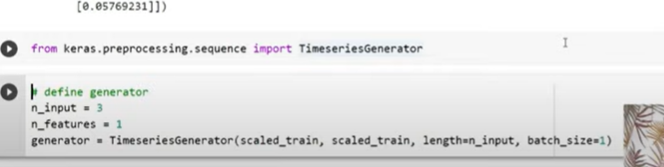 [0.05769231]])
from keras.preprocessing.sequence import TimeseriesGenerator
# define generator
n_input = 3
n_features = 1
generator = TimeseriesGenerator(scaled_train, scaled_train, length=n_input, batch_size=1)